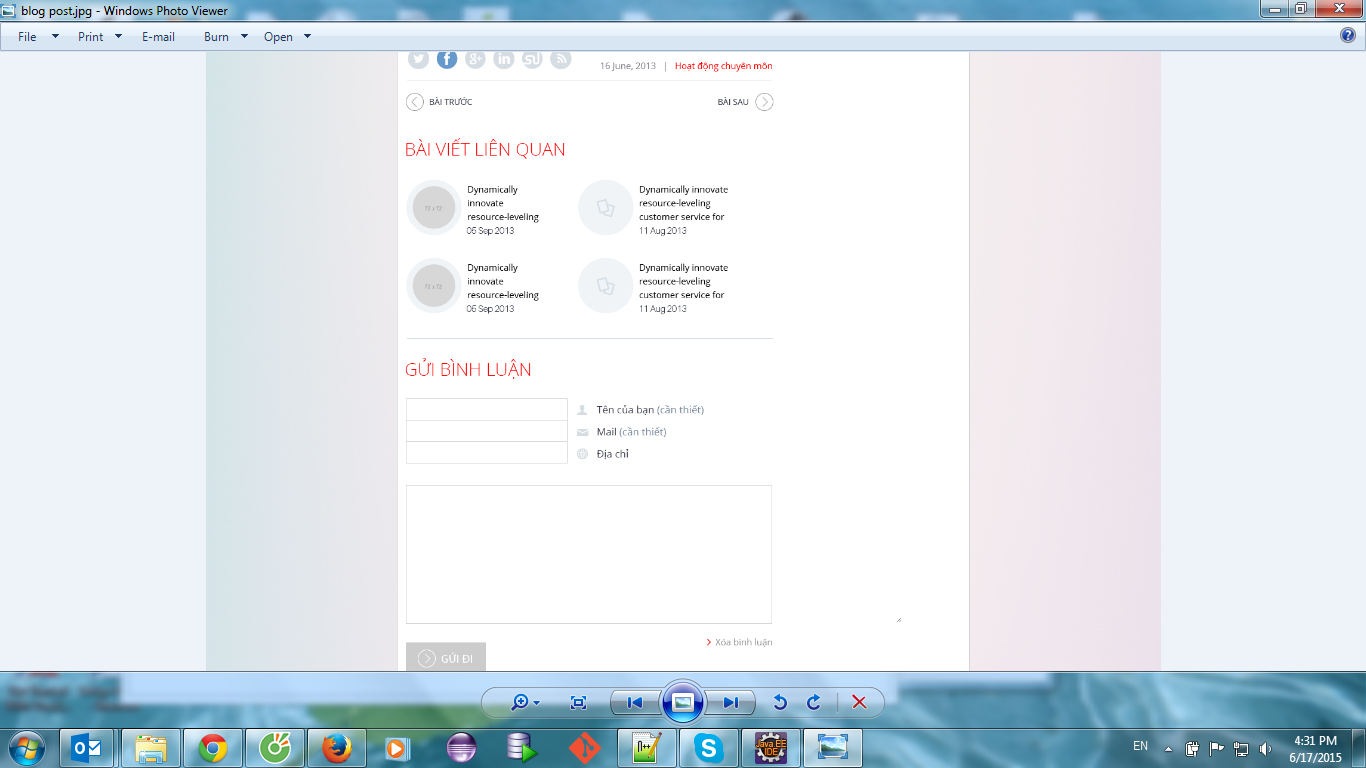 blog post.jpg - Windows Photo Viewer
File Print E-mail Burn Open
16 June, 2013 | Hoạt động chuyên môn
BÀI TRƯỚC
BÀI SAU
BÀI VIẾT LIÊN QUAN
72 x 72
Dynamically
innovate
resource-leveling
06 Sep 2013
Dynamically innovate
resource-leveling
customer service for
11 Aug 2013
72 x 72
Dynamically
innovate
resource-leveling
06 Sep 2013
Dynamically innovate
resource-leveling
customer service for
11 Aug 2013
GỬI BÌNH LUẬN
Tên của bạn (cần thiết)
Mail (cần thiết)
Địa chỉ
Xóa bình luận
GỬI ĐI
EN
4:31 PM
6/17/2015